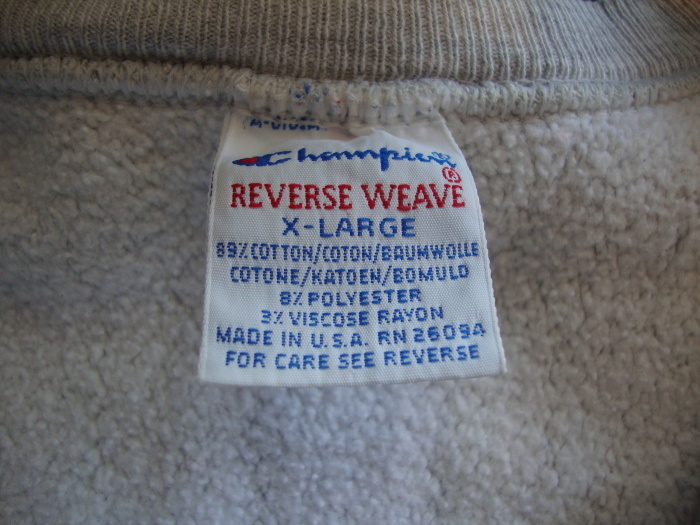 Champion
REVERSE WEAVE®
X-LARGE
89% COTTON/COTON/BAUMWOLLE
COTONE/KATOEN/BOMULD
8% POLYESTER
3% VISCOSE RAYON
MADE IN U.S.A. RN 26094
FOR CARE SEE REVERSE